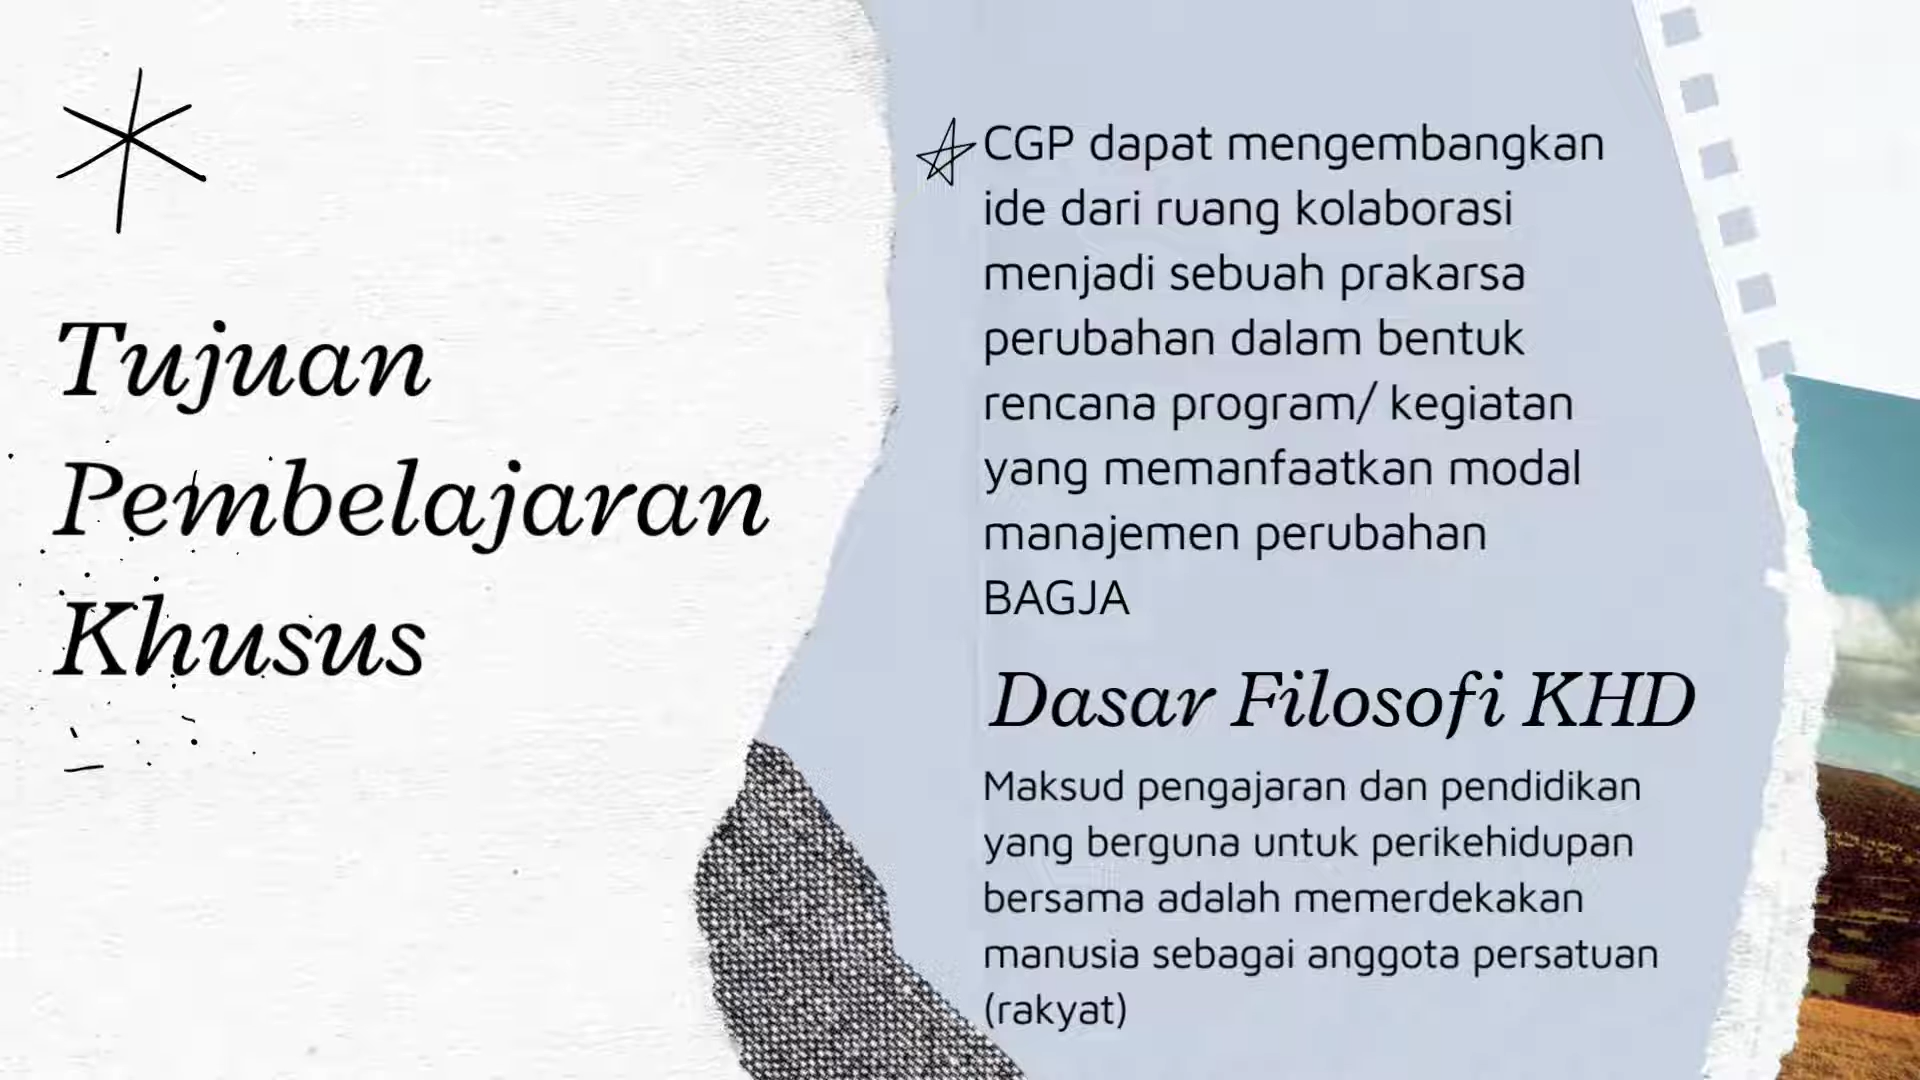 Tujuan
Pembelajaran
Khusus
CGP dapat mengembangkan
ide dari ruang kolaborasi
menjadi sebuah prakarsa
perubahan dalam bentuk
rencana program/ kegiatan
yang memanfaatkan modal
manajemen perubahan
BAGJA
Dasar Filosofi KHD
Maksud pengajaran dan pendidikan
yang berguna untuk perikehidupan
bersama adalah memerdekakan
manusia sebagai anggota persatuan
(rakyat)